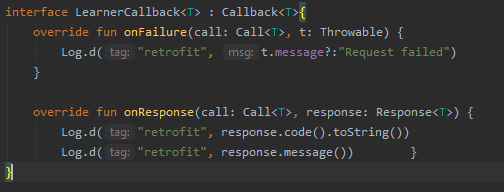 interface LearnerCallback<T> : Callback<T>{
override fun onFailure(call: Call<T>, t: Throwable) {
Log.d( tag: "retrofit", msg: t.message?:"Request failed")
}
override fun onResponse(call: Call<T>, response: Response<T>) {
Log.d( tag: "retrofit", response.code().toString())
Log.d( tag: "retrofit", response.message()) }
}